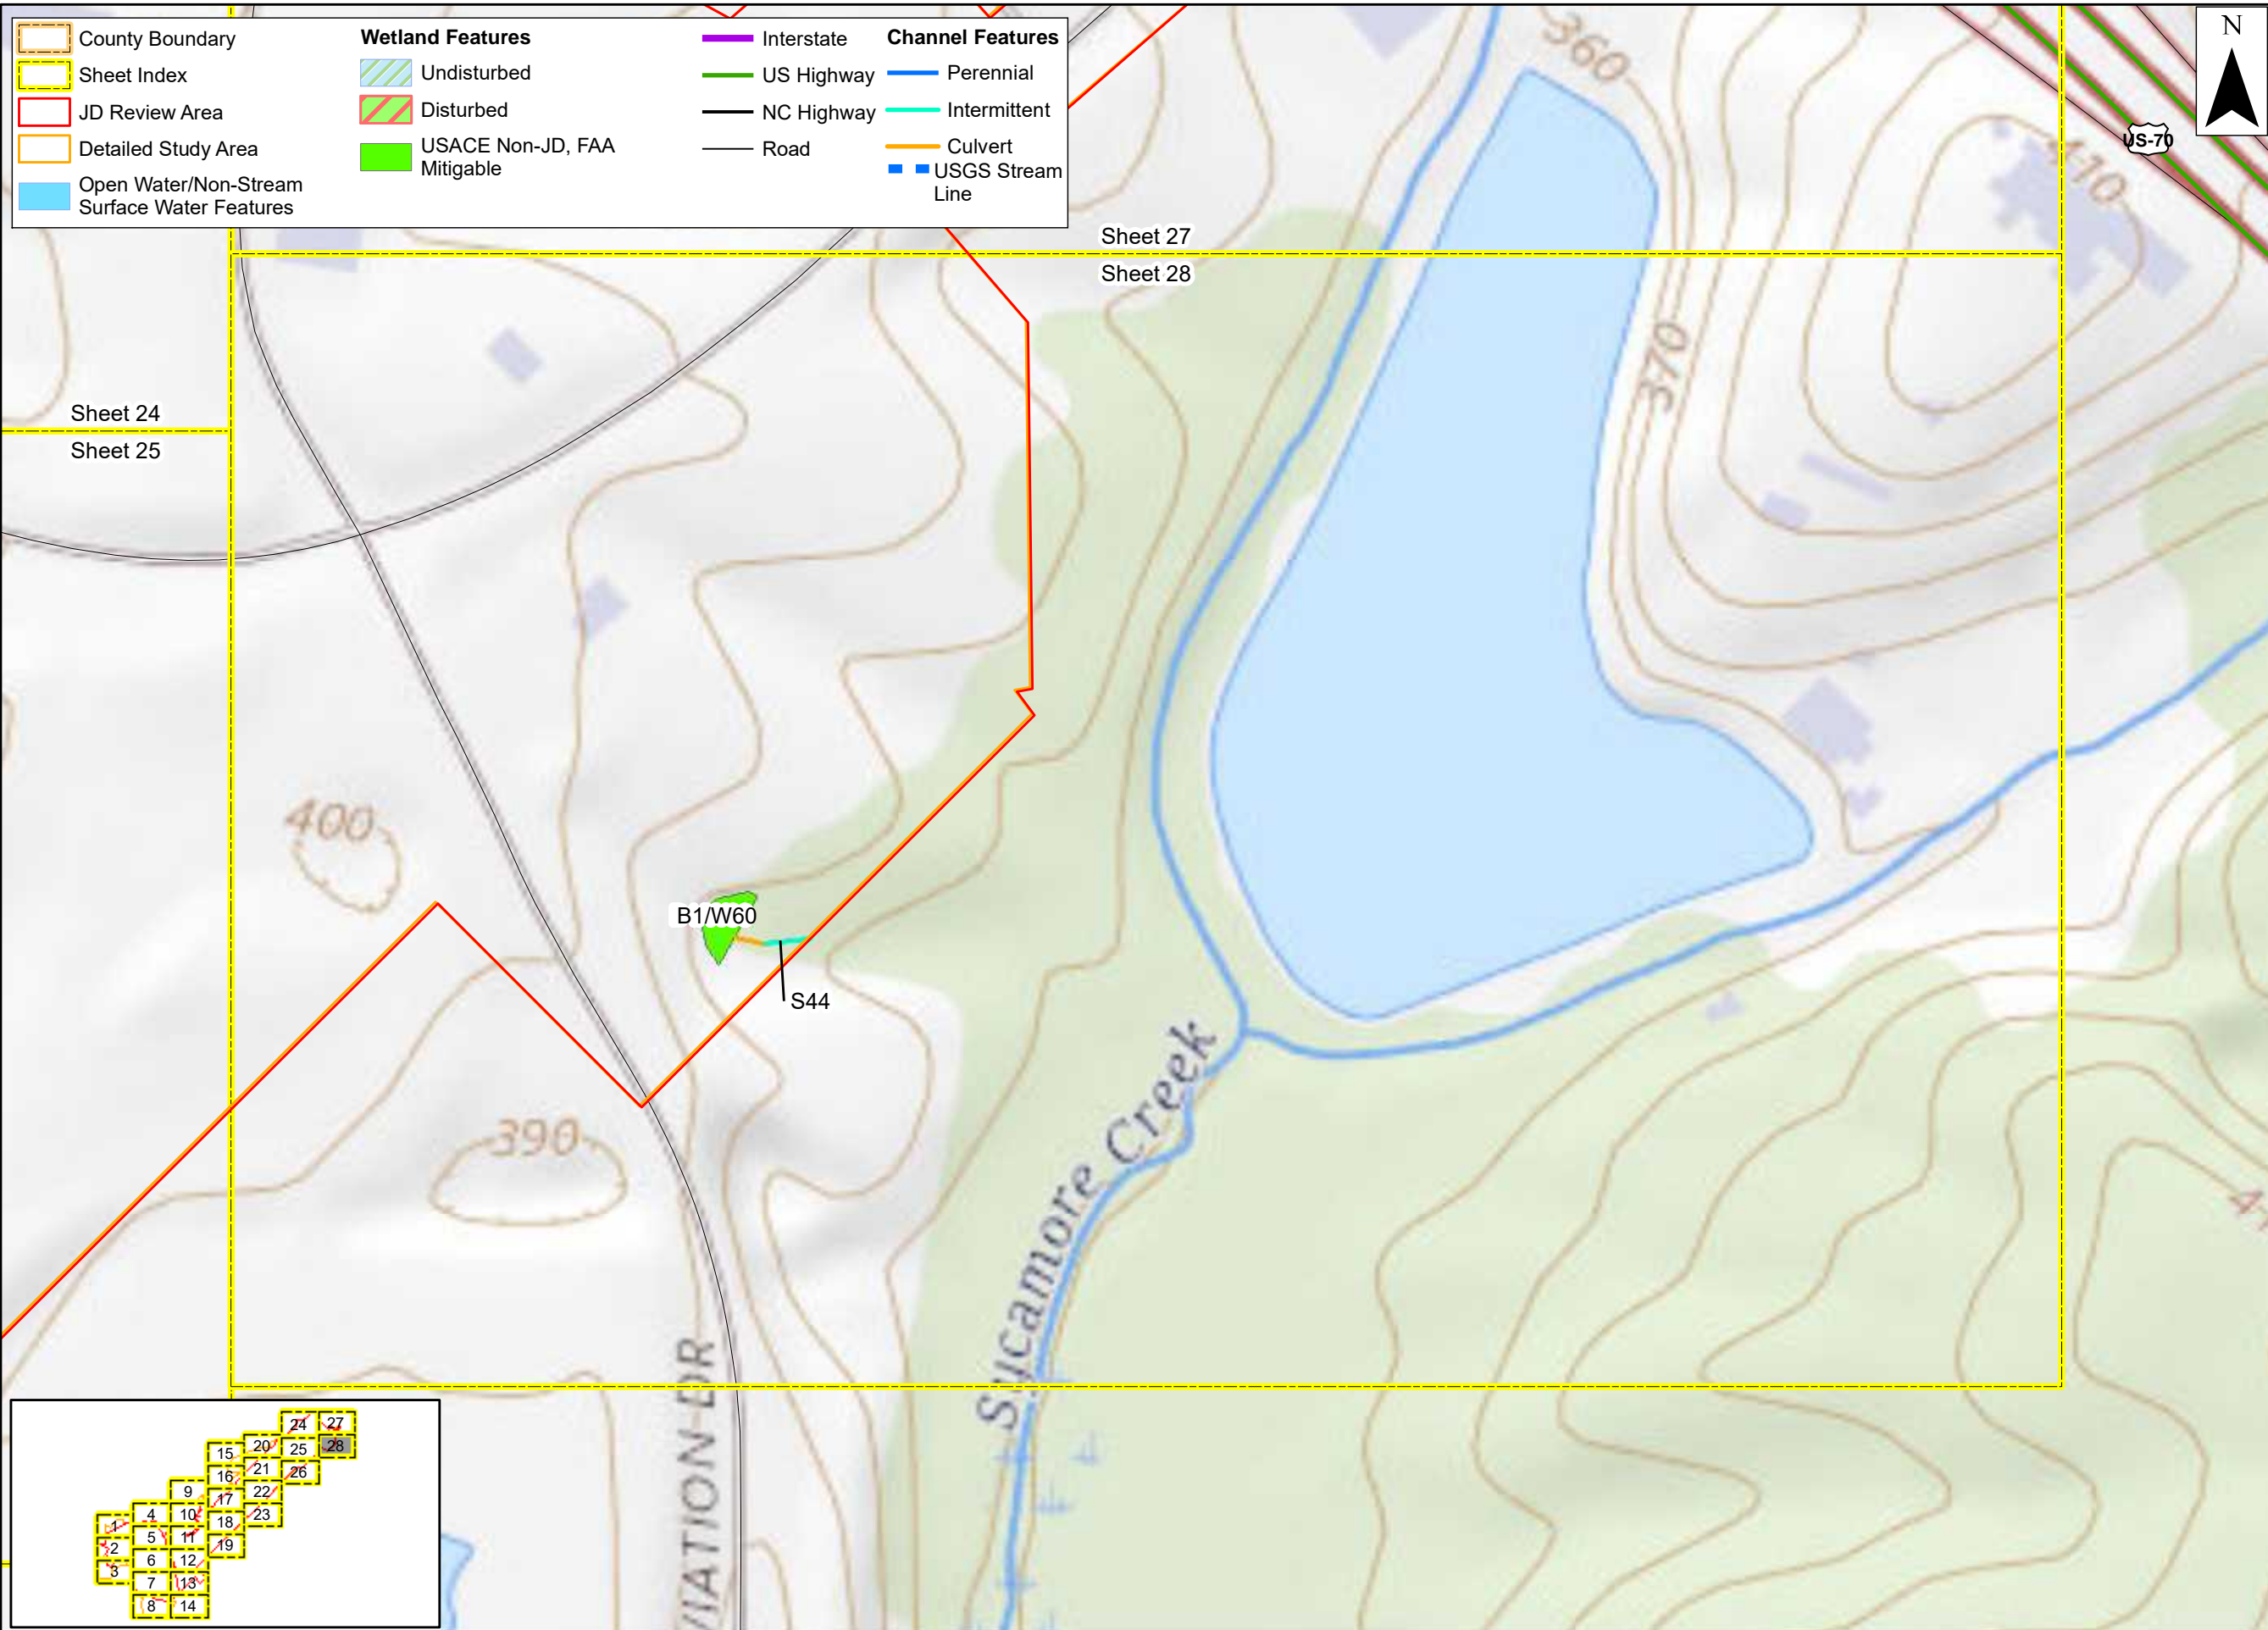 County Boundary
Sheet Index
JD Review Area
Detailed Study Area
Open Water/Non-Stream
Surface Water Features
Wetland Features
Undisturbed
Disturbed
USACE Non-JD, FAA
Mitigable
Interstate
US Highway
NC Highway
Road
Channel Features
Perennial
Intermittent
Culvert
USGS Stream
Line
N
US-70
360
410
370
Sheet 27
Sheet 28
Sheet 24
Sheet 25
400
B1/W60
S44
390
Sycamore Creek
VIATION DR
24
27
20
25
28
15
21
26
16
9
22
17
4
10
23
1
18
5
11
2
19
6
12
3
7
13
8
14